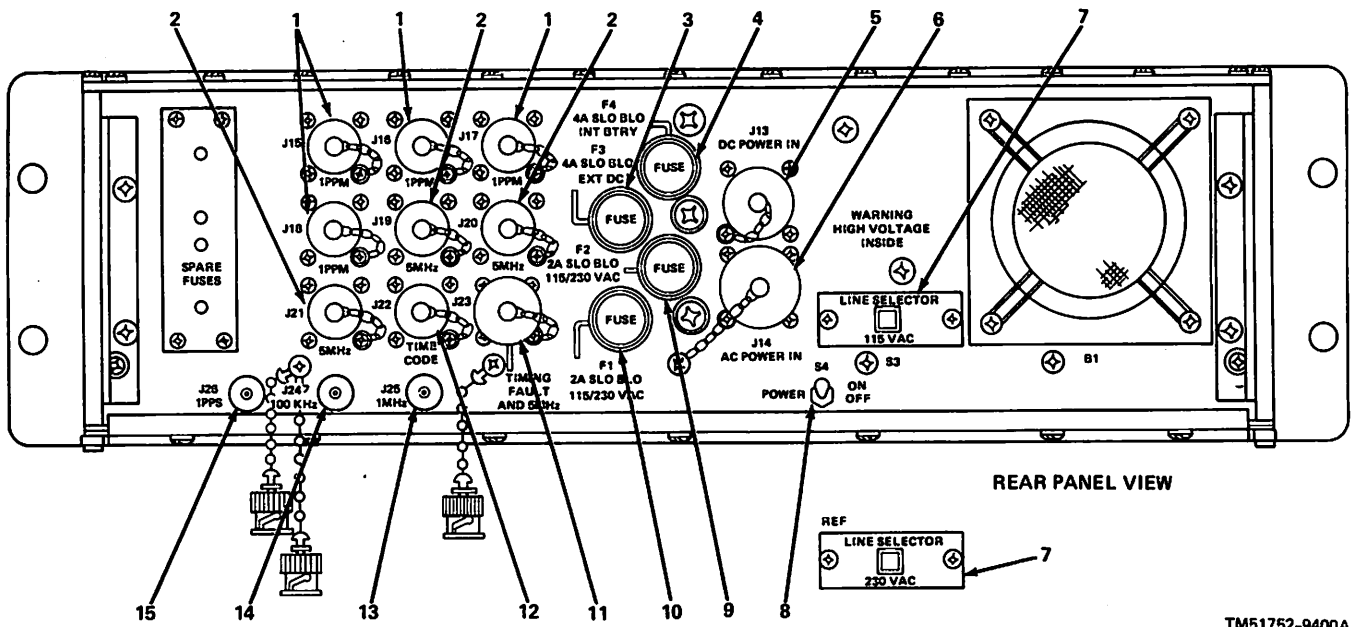 2 1 1 2 1 2 3 4 5 6 7
F4
4A SLO BLO
INT BTRY
F3
4A SLO BLO
EXT DC
J15
1PPM
J16
1PPM
J17
1PPM
FUSE
J13
DC POWER IN
J18
1PPM
J19
5MHz
J20
5MHz
FUSE
WARNING
HIGH VOLTAGE
INSIDE
SPARE
FUSES
F2
2A SLO BLO
115/230 VAC
FUSE
LINE SELECTOR
115 VAC
J21
5MHz
J22
TIME
CODE
J23
TIMING
FAULT
AND 5MHz
FUSE
F1
2A SLO BLO
115/230 VAC
J14
AC POWER IN
S3
B1
S4
POWER ON
OFF
J26
1PPS
J24
100 KHz
J25
1MHz
REAR PANEL VIEW
REF
LINE SELECTOR
230 VAC
7
15 14 13 12 11 10 9 8
TM51752-9400A